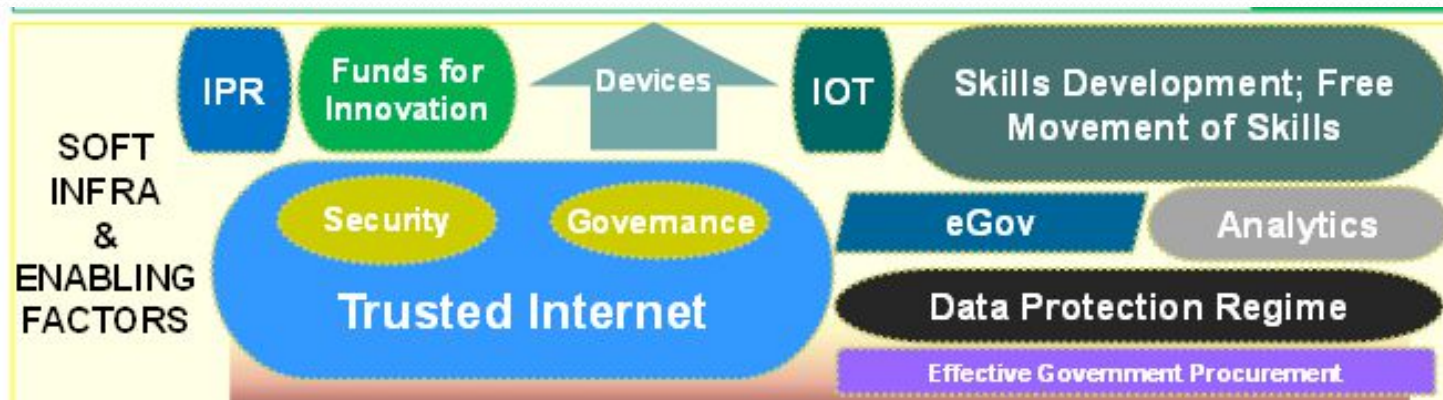 SOFT
INFRA
&
ENABLING
FACTORS
IPR
Funds for
Innovation
Devices
IOT
Skills Development; Free
Movement of Skills
Security
Governance
Trusted Internet
eGov
Analytics
Data Protection Regime
Effective Government Procurement